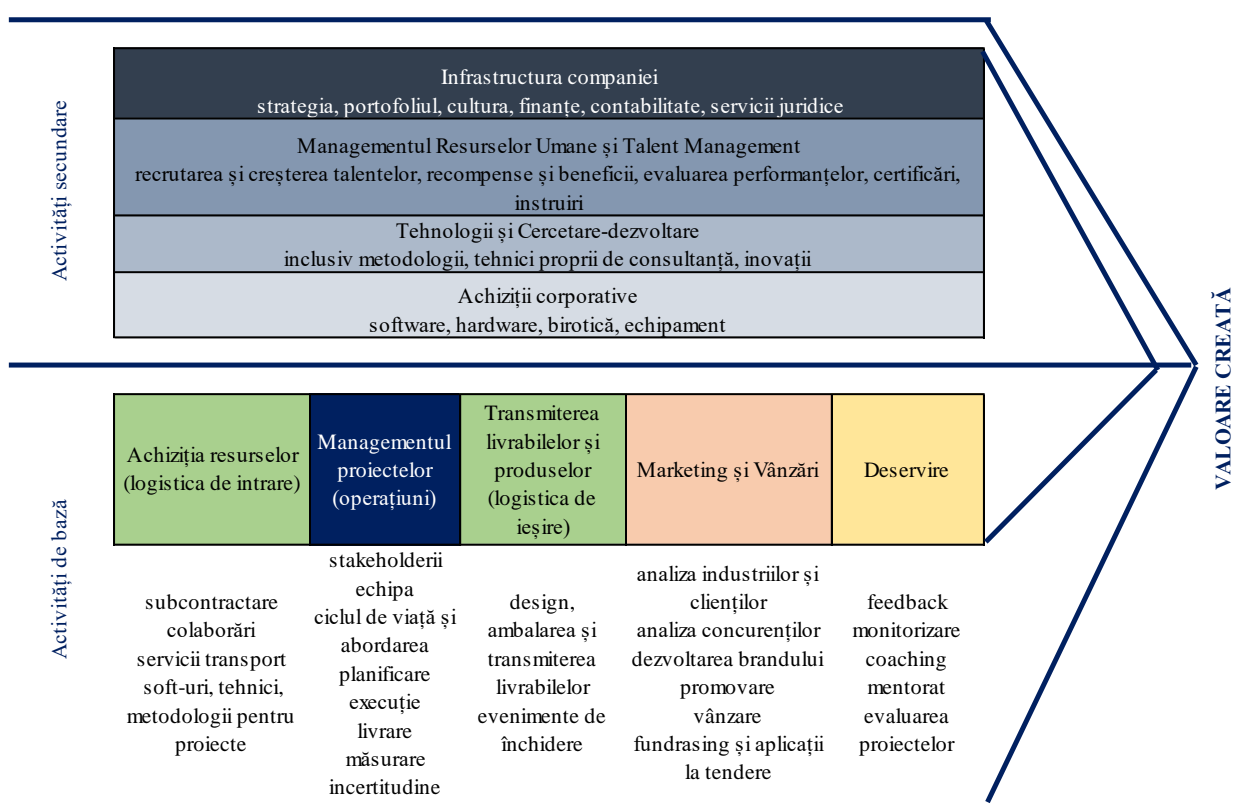 Activități secundare
Infrastructura companiei
strategia, portofoliul, cultura, finanțe, contabilitate, servicii juridice
Managementul Resurselor Umane și Talent Management
recrutarea și creșterea talentelor, recompense și beneficii, evaluarea performanțelor, certificări,
instruiri
Tehnologii și Cercetare-dezvoltare
inclusiv metodologii, tehnici proprii de consultanță, inovații
Achiziții corporative
software, hardware, birotică, echipament
Activități de bază
Achiziția resurselor
(logistica de intrare)
Managementul
proiectelor
(operațiuni)
Transmiterea
livrabilelor și
produselor
(logistica de
ieșire)
Marketing și Vânzări
Deservire
subcontractare
colaborări
servicii transport
soft-uri, tehnici,
metodologii pentru
proiecte
stakeholderii
echipa
ciclul de viață și
abordarea
planificare
execuție
livrare
măsurare
incertitudine
design,
ambalarea și
transmiterea
livrabilelor
evenimente de
închidere
analiza industriilor și
clienților
analiza concurenților
dezvoltarea brandului
promovare
vânzare
fundrasing și aplicații
la tendere
feedback
monitorizare
coaching
mentorat
evaluarea
proiectelor
VALOARE CREATĂ